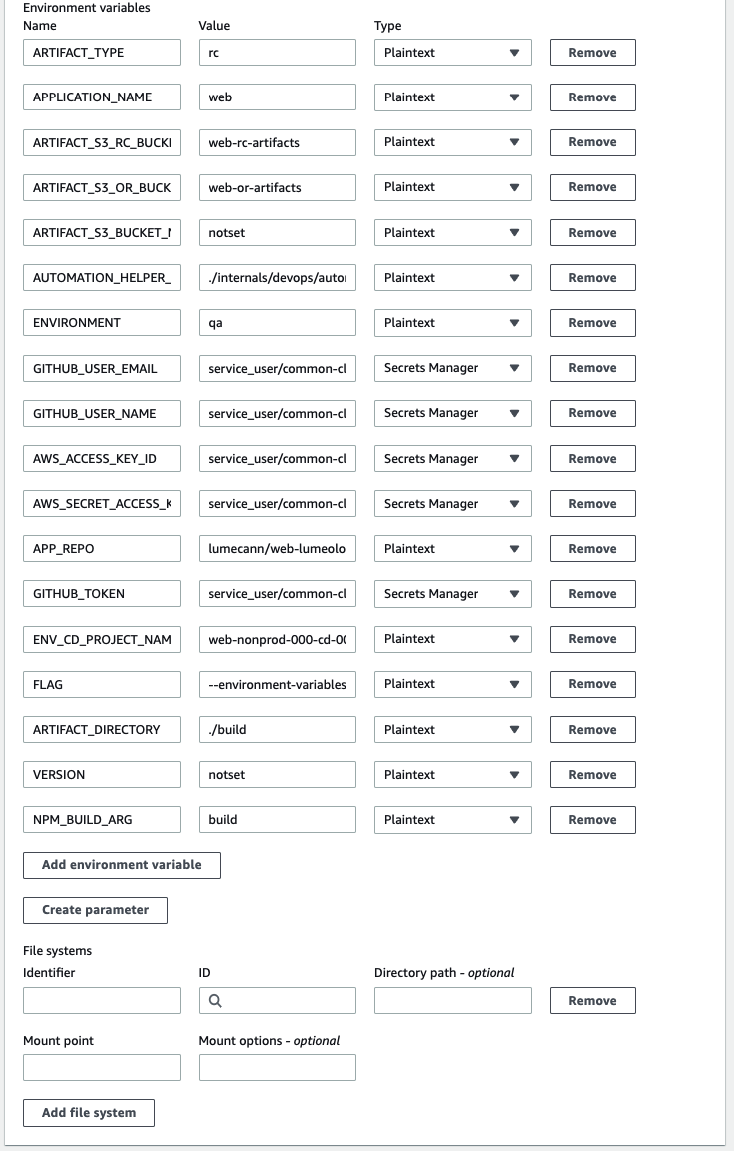 Environment variables
Name Value Type
ARTIFACT_TYPE rc Plaintext Remove
APPLICATION_NAME web Plaintext Remove
ARTIFACT_S3_RC_BUCK web-rc-artifacts Plaintext Remove
ARTIFACT_S3_OR_BUCK web-or-artifacts Plaintext Remove
ARTIFACT_S3_BUCKET_ notset Plaintext Remove
AUTOMATION_HELPER_ ./internals/devops/auto Plaintext Remove
ENVIRONMENT qa Plaintext Remove
GITHUB_USER_EMAIL service_user/common-cl Secrets Manager Remove
GITHUB_USER_NAME service_user/common-cl Secrets Manager Remove
AWS_ACCESS_KEY_ID service_user/common-cl Secrets Manager Remove
AWS_SECRET_ACCESS_K service_user/common-cl Secrets Manager Remove
APP_REPO lumecann/web-lumeolo Plaintext Remove
GITHUB_TOKEN service_user/common-cl Secrets Manager Remove
ENV_CD_PROJECT_NAM web-nonprod-000-cd-00 Plaintext Remove
FLAG --environment-variables Plaintext Remove
ARTIFACT_DIRECTORY ./build Plaintext Remove
VERSION notset Plaintext Remove
NPM_BUILD_ARG build Plaintext Remove
Add environment variable
Create parameter
File systems
Identifier ID Directory path - optional
Remove
Mount point Mount options - optional
Add file system